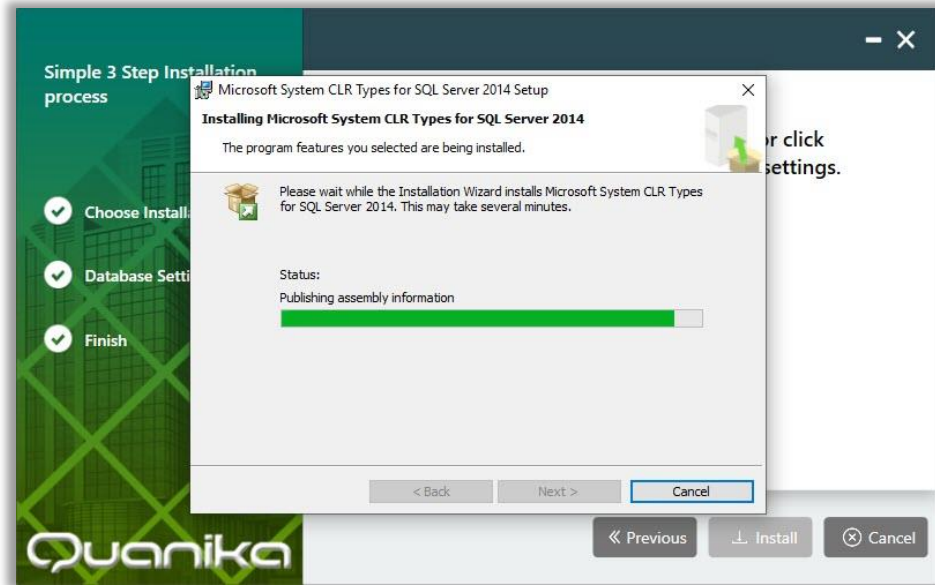 Simple 3 Step Installation
process
Choose Install
Database Setti
Finish
Quanika
Microsoft System CLR Types for SQL Server 2014 Setup
Installing Microsoft System CLR Types for SQL Server 2014
The program features you selected are being installed.
Please wait while the Installation Wizard installs Microsoft System CLR Types
for SQL Server 2014. This may take several minutes.
Status:
Publishing assembly information
< Back
Next >
Cancel
or click
settings.
Previous
Install
Cancel